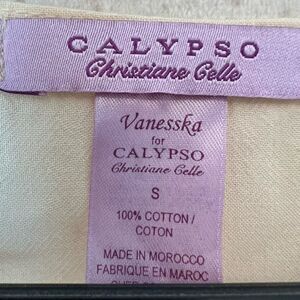 CALYPSO
Christiane Celle
Vanesska
for
CALYPSO
Christiane Celle
S
100% COTTON /
COTON
MADE IN MOROCCO
FABRIQUE EN MAROC